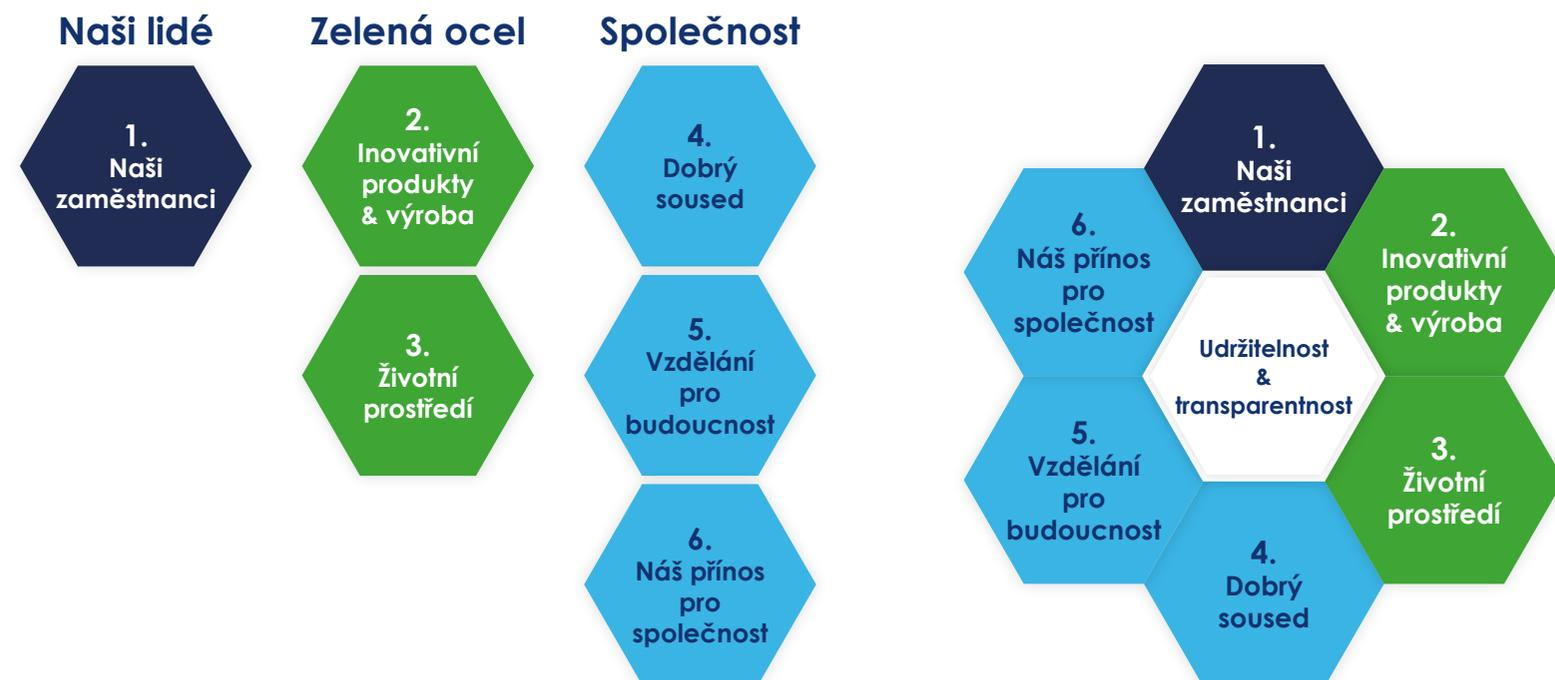 Naši lidé
1.
Naši
zaměstnanci
Zelená ocel
2.
Inovativní
produkty
& výroba
3.
Životní
prostředí
Společnost
4.
Dobrý
soused
5.
Vzdělání
pro
budoucnost
6.
Náš přínos
pro
společnost
1.
Naši
zaměstnanci
2.
Inovativní
produkty
& výroba
3.
Životní
prostředí
4.
Dobrý
soused
5.
Vzdělání
pro
budoucnost
6.
Náš přínos
pro
společnost
Udržitelnost
&
transparentnost